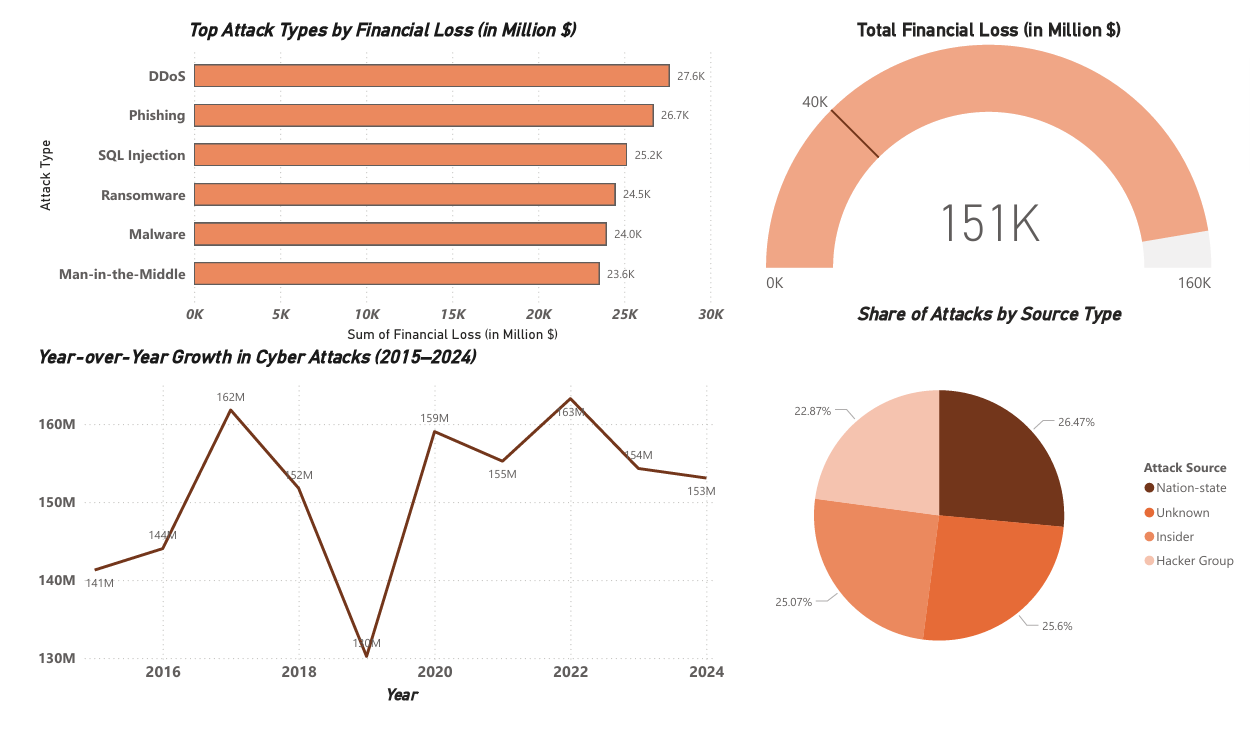 Top Attack Types by Financial Loss (in Million $)
Attack Type
DDoS 27.6K
Phishing 26.7K
SQL Injection 25.2K
Ransomware 24.5K
Malware 24.0K
Man-in-the-Middle 23.6K
0K 5K 10K 15K 20K 25K 30K
Sum of Financial Loss (in Million $)
Total Financial Loss (in Million $)
40K
151K
0K 160K
Year-over-Year Growth in Cyber Attacks (2015–2024)
160M
150M
140M
130M
141M
144M
162M
152M
130M
159M
155M
163M
154M
153M
2016 2018 2020 2022 2024
Year
Share of Attacks by Source Type
22.87%
26.47%
25.07%
25.6%
Attack Source
Nation-state
Unknown
Insider
Hacker Group